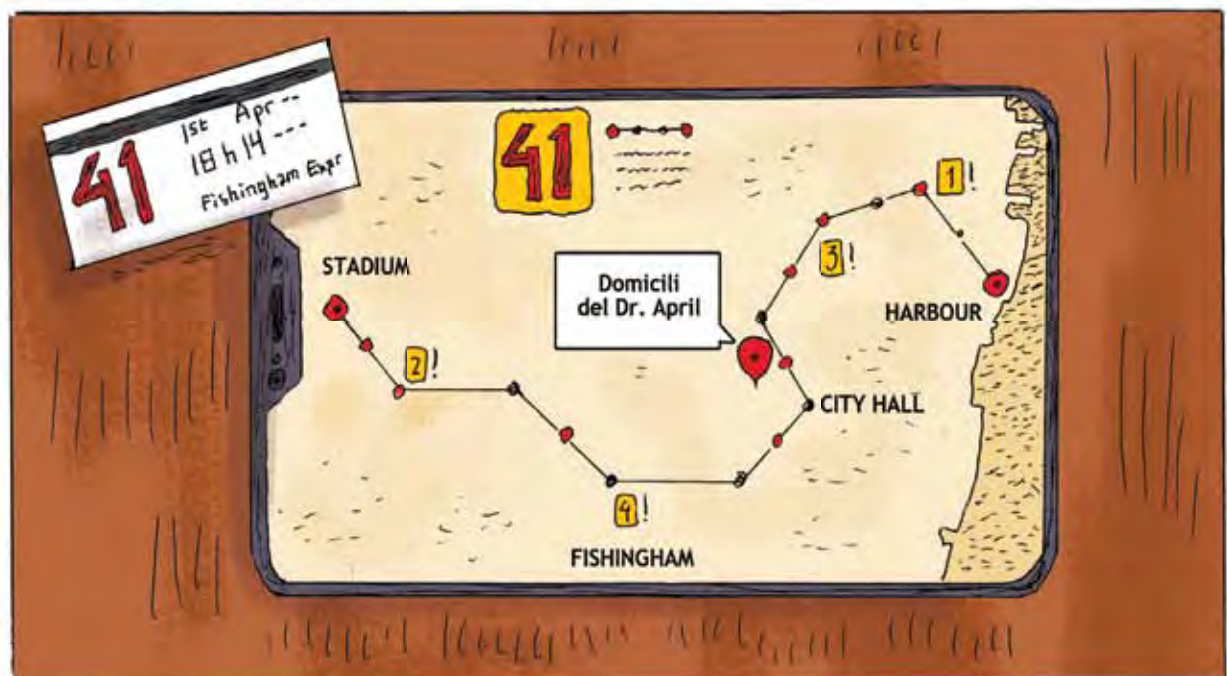 41
1st Apr --
18 h 14 ---
Fishingham Expr
41
1!
3!
STADIUM
Domicili
del Dr. April
HARBOUR
2!
CITY HALL
4!
FISHINGHAM